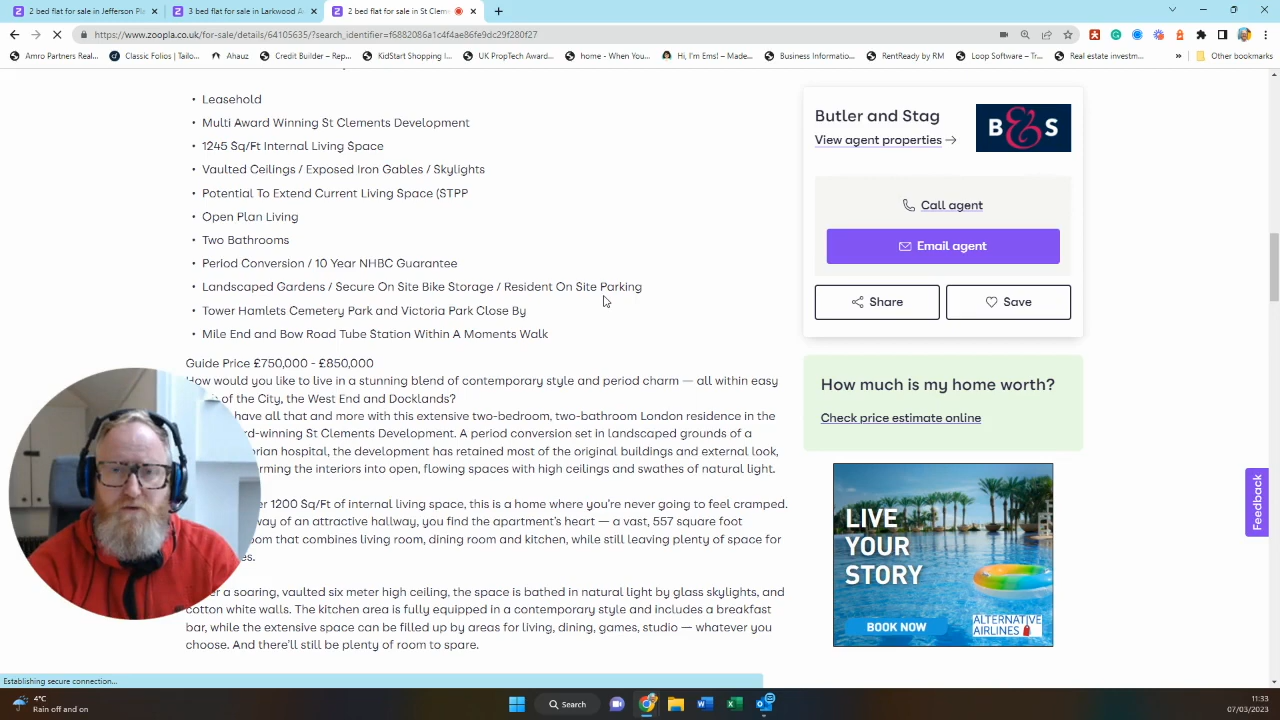 2 bed flat for sale in Jefferson Pl
3 bed flat for sale in Larkwood A
2 bed flat for sale in St Cleme
https://www.zoopla.co.uk/for-sale/details/64105635/?search_identifier=f6882086a1c4f4ae86fe9dc29f280f27
Amro Partners Real...
Classic Folios | Tailo...
Ahauz
Credit Builder - Rep...
KidStart Shopping I...
UK PropTech Award...
home - When You...
Hi, I'm Ems! – Made...
Business Informatio...
RentReady by RM
Loop Software – Tr...
Real estate investm...
»
Other bookmarks
• Leasehold
• Multi Award Winning St Clements Development
• 1245 Sq/Ft Internal Living Space
• Vaulted Ceilings / Exposed Iron Gables / Skylights
• Potential To Extend Current Living Space (STPP
• Open Plan Living
• Two Bathrooms
• Period Conversion / 10 Year NHBC Guarantee
• Landscaped Gardens / Secure On Site Bike Storage / Resident On Site Parking
• Tower Hamlets Cemetery Park and Victoria Park Close By
• Mile End and Bow Road Tube Station Within A Moments Walk
Guide Price £750,000 - £850,000
How would you like to live in a stunning blend of contemporary style and period charm — all within easy
of the City, the West End and Docklands?
have all that and more with this extensive two-bedroom, two-bathroom London residence in the
rd-winning St Clements Development. A period conversion set in landscaped grounds of a
orian hospital, the development has retained most of the original buildings and external look,
rming the interiors into open, flowing spaces with high ceilings and swathes of natural light.
er 1200 Sq/Ft of internal living space, this is a home where you're never going to feel cramped.
way of an attractive hallway, you find the apartment's heart — a vast, 557 square foot
oom that combines living room, dining room and kitchen, while still leaving plenty of space for
es.
r a soaring, vaulted six meter high ceiling, the space is bathed in natural light by glass skylights, and
cotton white walls. The kitchen area is fully equipped in a contemporary style and includes a breakfast
bar, while the extensive space can be filled up by areas for living, dining, games, studio — whatever you
choose. And there'll still be plenty of room to spare.
Butler and Stag
View agent properties →
B&S
Call agent
Email agent
Share
Save
How much is my home worth?
Check price estimate online
LIVE
YOUR
STORY
BOOK NOW
ALTERNATIVE
AIRLINES
Feedback
Establishing secure connection...
4°C
Rain off and on
Search
11:33
07/03/2023